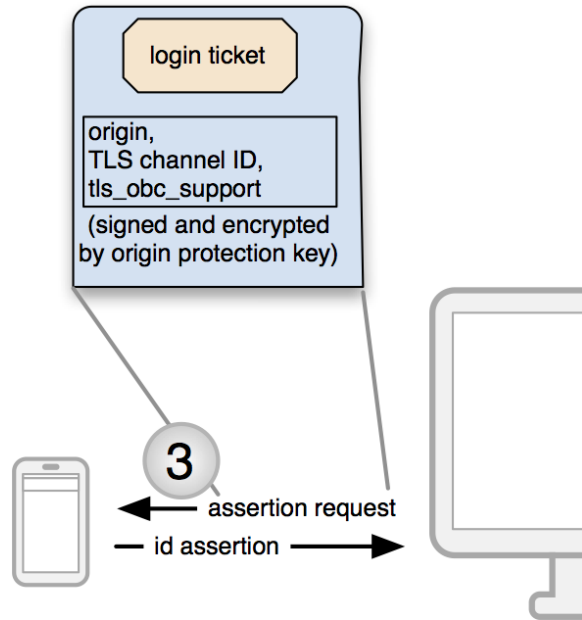 login ticket
origin,
TLS channel ID,
tls_obc_support
(signed and encrypted
by origin protection key)
3
assertion request
id assertion